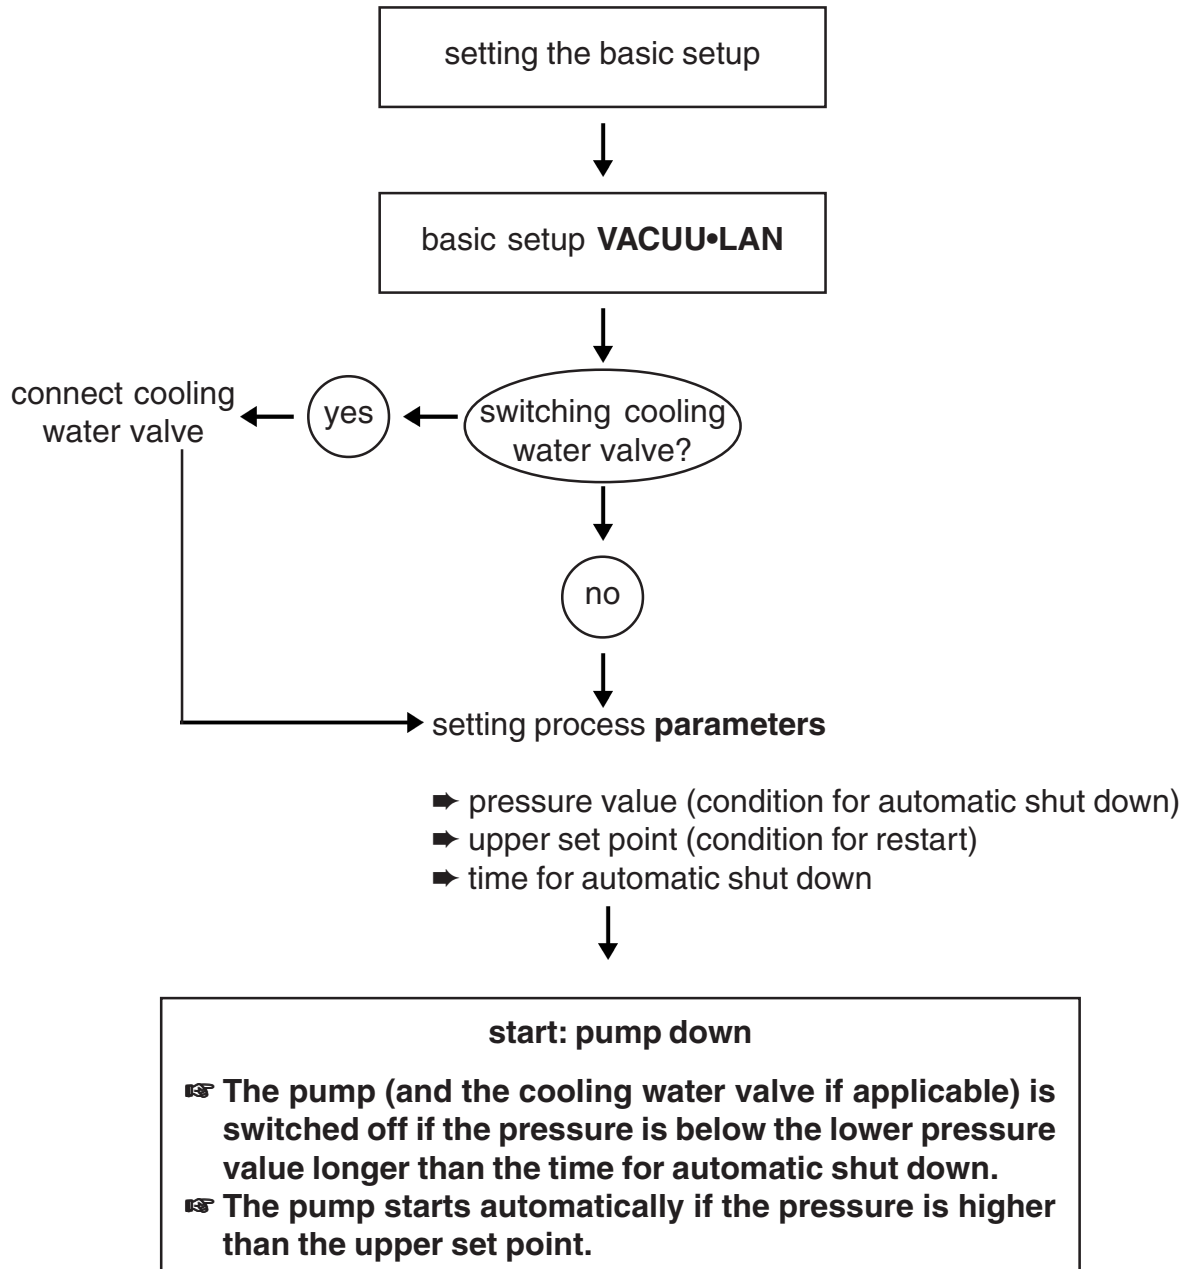 setting the basic setup
basic setup VACUU•LAN
switching cooling
water valve?
yes
connect cooling
water valve
no
setting process parameters
➨ pressure value (condition for automatic shut down)
➨ upper set point (condition for restart)
➨ time for automatic shut down
start: pump down
☞ The pump (and the cooling water valve if applicable) is
switched off if the pressure is below the lower pressure
value longer than the time for automatic shut down.
☞ The pump starts automatically if the pressure is higher
than the upper set point.